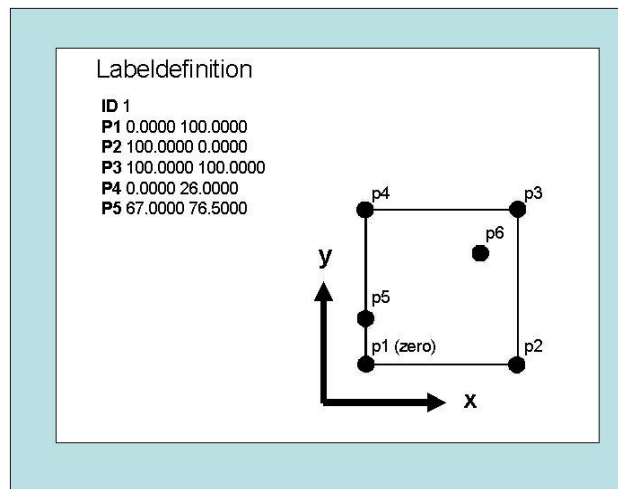 Labeldefinition
ID 1
P1 0.0000 100.0000
P2 100.0000 0.0000
P3 100.0000 100.0000
P4 0.0000 26.0000
P5 67.0000 76.5000
p4
p3
p6
y
p5
p1 (zero)
p2
x